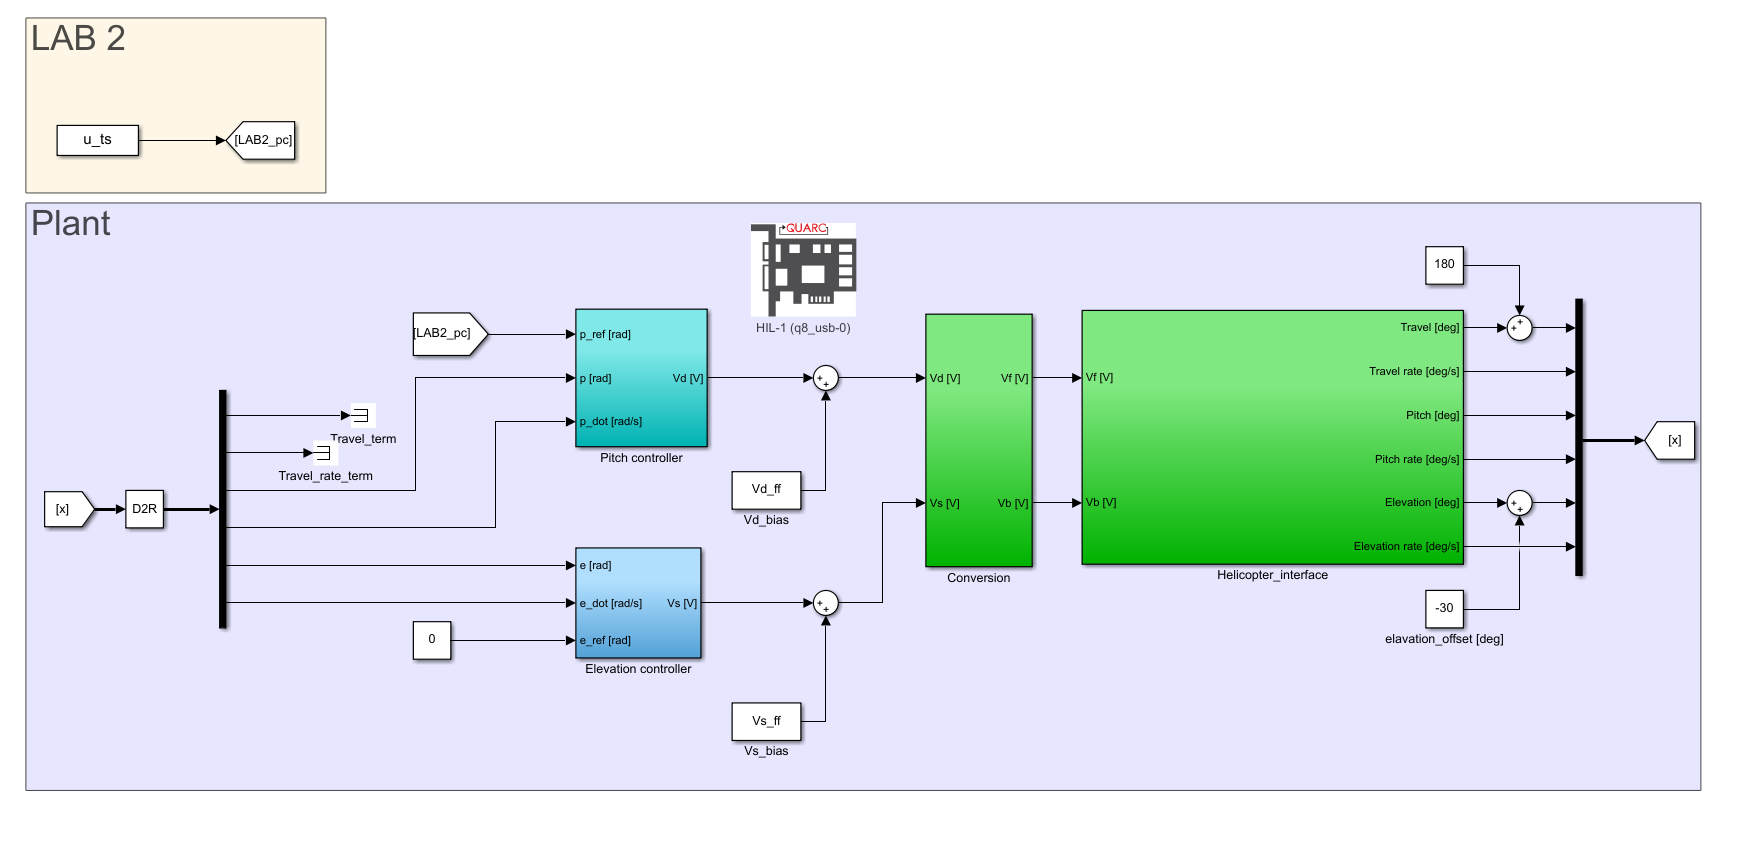 LAB 2
u_ts
[LAB2_pc]
Plant
QUARC
HIL-1 (q8_usb-0)
180
[LAB2_pc]
p_ref [rad]
p [rad]
Vd [V]
p_dot [rad/s]
Pitch controller
Travel_term
Travel_rate_term
[x]
D2R
Vd_ff
Vd_bias
e [rad]
e_dot [rad/s]
Vs [V]
e_ref [rad]
0
Elevation controller
Vs_ff
Vs_bias
Vd [V]
Vf [V]
Vs [V]
Vb [V]
Conversion
Travel [deg]
Travel rate [deg/s]
Vf [V]
Pitch [deg]
Pitch rate [deg/s]
Vb [V]
Elevation [deg]
Elevation rate [deg/s]
Helicopter_interface
[x]
-30
elavation_offset [deg]